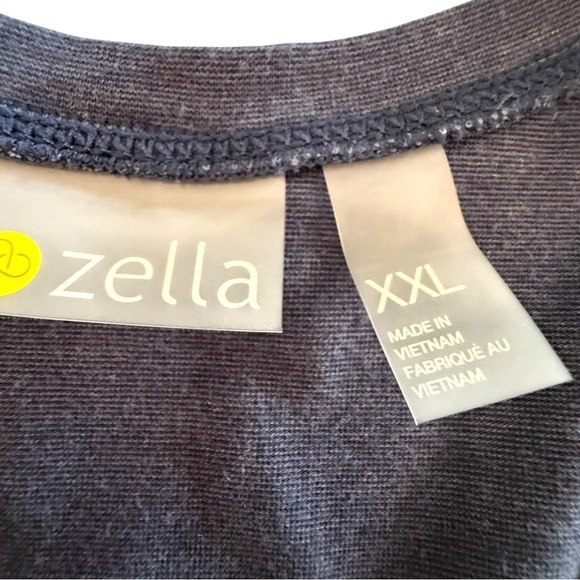 zella
XXL
MADE IN
VIETNAM
FABRIQUÉ AU
VIETNAM